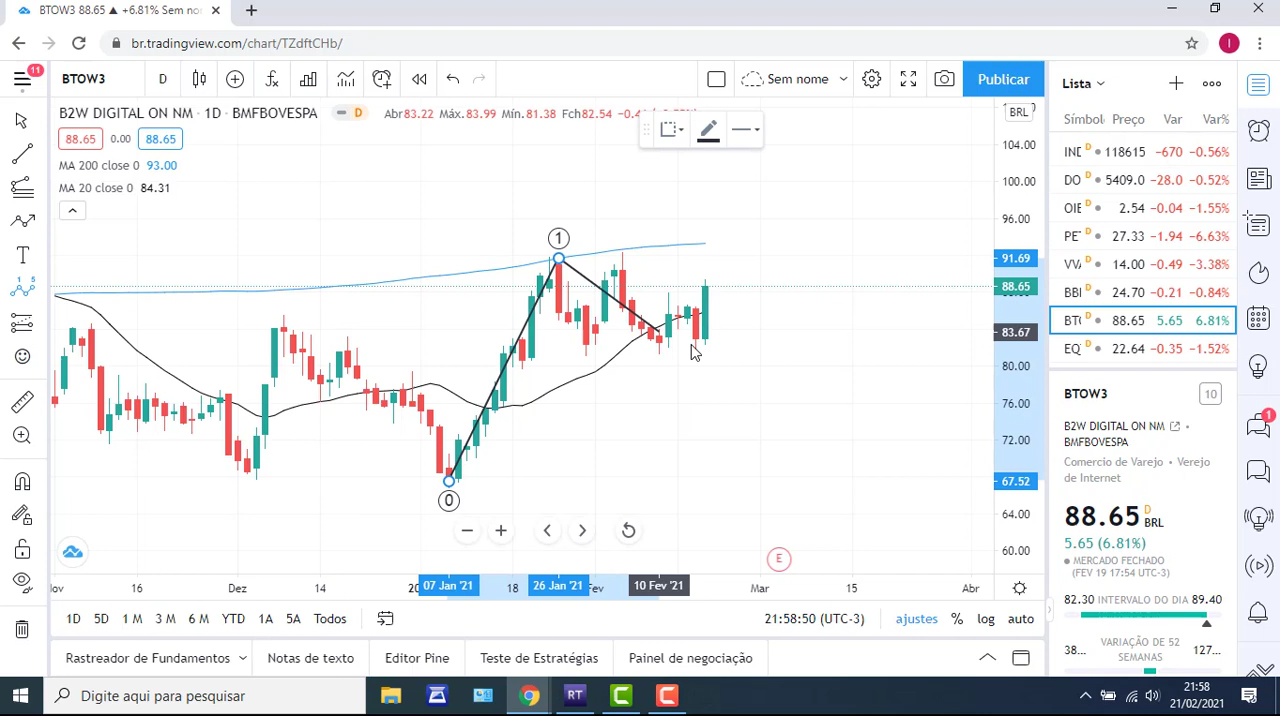 BTOW3 88.65 ▲ +6.81% Sem no
br.tradingview.com/chart/TZdftCHb/
I
11
BTOW3
D
Sem nome
Publicar
Lista
B2W DIGITAL ON NM · 1D · BMFBOVESPA
D
Abr83.22 Máx83.99 Mín81.38 Fch82.54
BRL
88.65 0.00 88.65
MA 200 close 0 93.00
MA 20 close 0 84.31
104.00
100.00
96.00
91.69
88.65
83.67
80.00
76.00
72.00
67.52
64.00
60.00
1
0
E
07 Jan '21
26 Jan '21
10 Fev '21
16
Dez
14
18
Mar
15
Abr
Símbol Preço Var Var%
IND D 118615 −670 −0.56%
DO D 5409.0 −28.0 −0.52%
OIE D 2.54 −0.04 −1.55%
PE D 27.33 −1.94 −6.63%
VV D 14.00 −0.49 −3.38%
BBI D 24.70 −0.21 −0.84%
BTC D 88.65 5.65 6.81%
EQ D 22.64 −0.35 −1.52%
BTOW3
10
B2W DIGITAL ON NM
BMFBOVESPA
Comercio de Varejo • Verejo
de Internet
88.65 D BRL
5.65 (6.81%)
MERCADO FECHADO
(FEV 19 17:54 UTC-3)
82.30 INTERVALO DO DIA 89.40
VARIAÇÃO DE 52
38... SEMANAS 127...
1
1D 5D 1 M 3 M 6 M YTD 1A 5A Todos
21:58:50 (UTC-3) ajustes % log auto
Rastreador de Fundamentos
Notas de texto
Editor Pine
Teste de Estratégias
Painel de negociação
Digite aqui para pesquisar
RT
21:58
21/02/2021